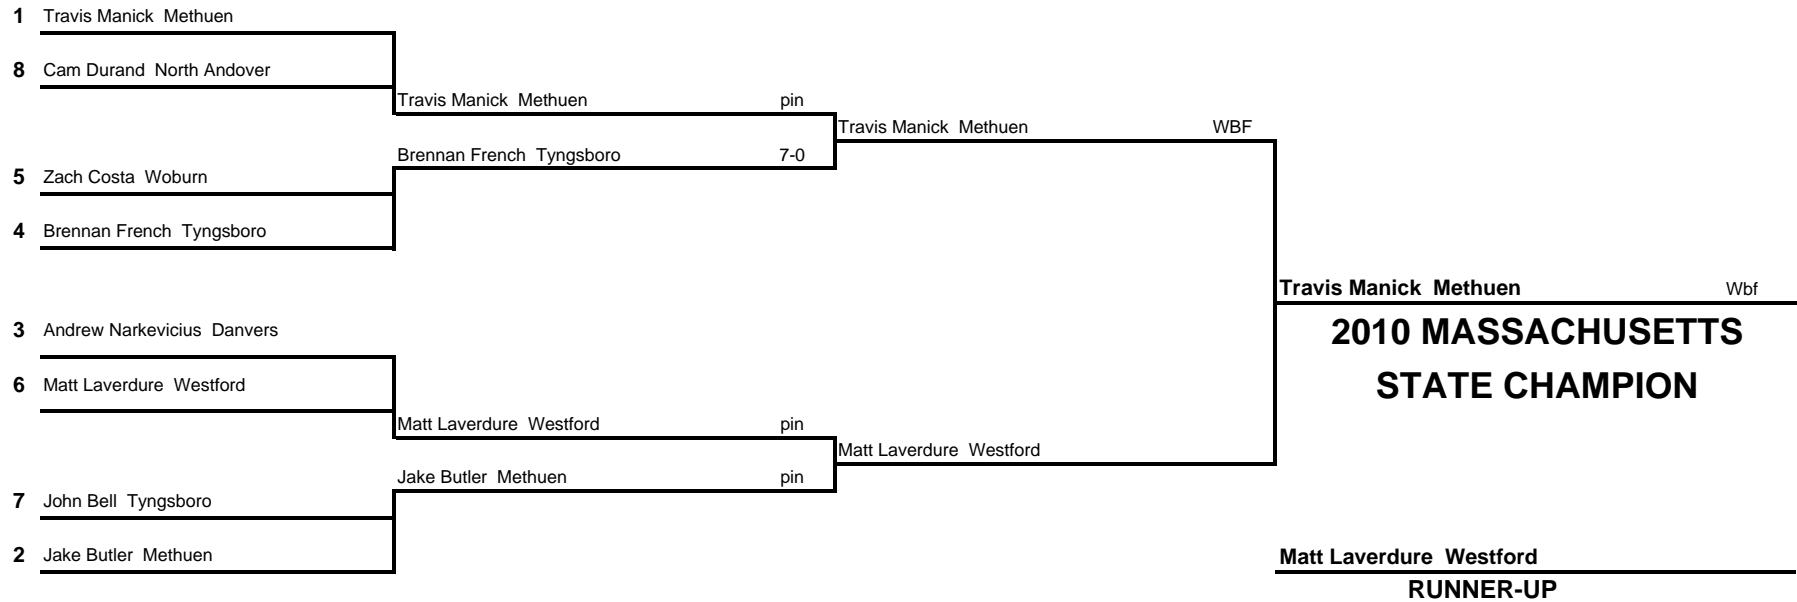 1 Travis Manick Methuen
8 Cam Durand North Andover
Travis Manick Methuen pin
Travis Manick Methuen WBF
Brennan French Tyngsboro 7-0
5 Zach Costa Woburn
4 Brennan French Tyngsboro
Travis Manick Methuen Wbf
2010 MASSACHUSETTS
STATE CHAMPION
3 Andrew Narkevicius Danvers
6 Matt Laverdure Westford
Matt Laverdure Westford pin
Matt Laverdure Westford
Jake Butler Methuen pin
7 John Bell Tyngsboro
2 Jake Butler Methuen
Matt Laverdure Westford
RUNNER-UP